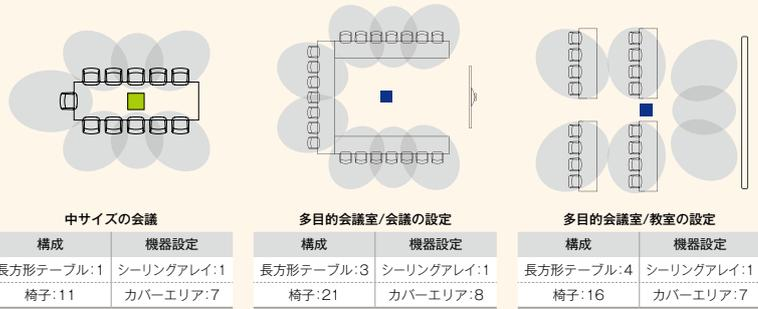 中サイズの会議
構成 機器設定
長方形テーブル:1 シーリングアレイ:1
椅子:11 カバーエリア:7
多目的会議室/会議の設定
構成 機器設定
長方形テーブル:3 シーリングアレイ:1
椅子:21 カバーエリア:8
多目的会議室/教室の設定
構成 機器設定
長方形テーブル:4 シーリングアレイ:1
椅子:16 カバーエリア:7